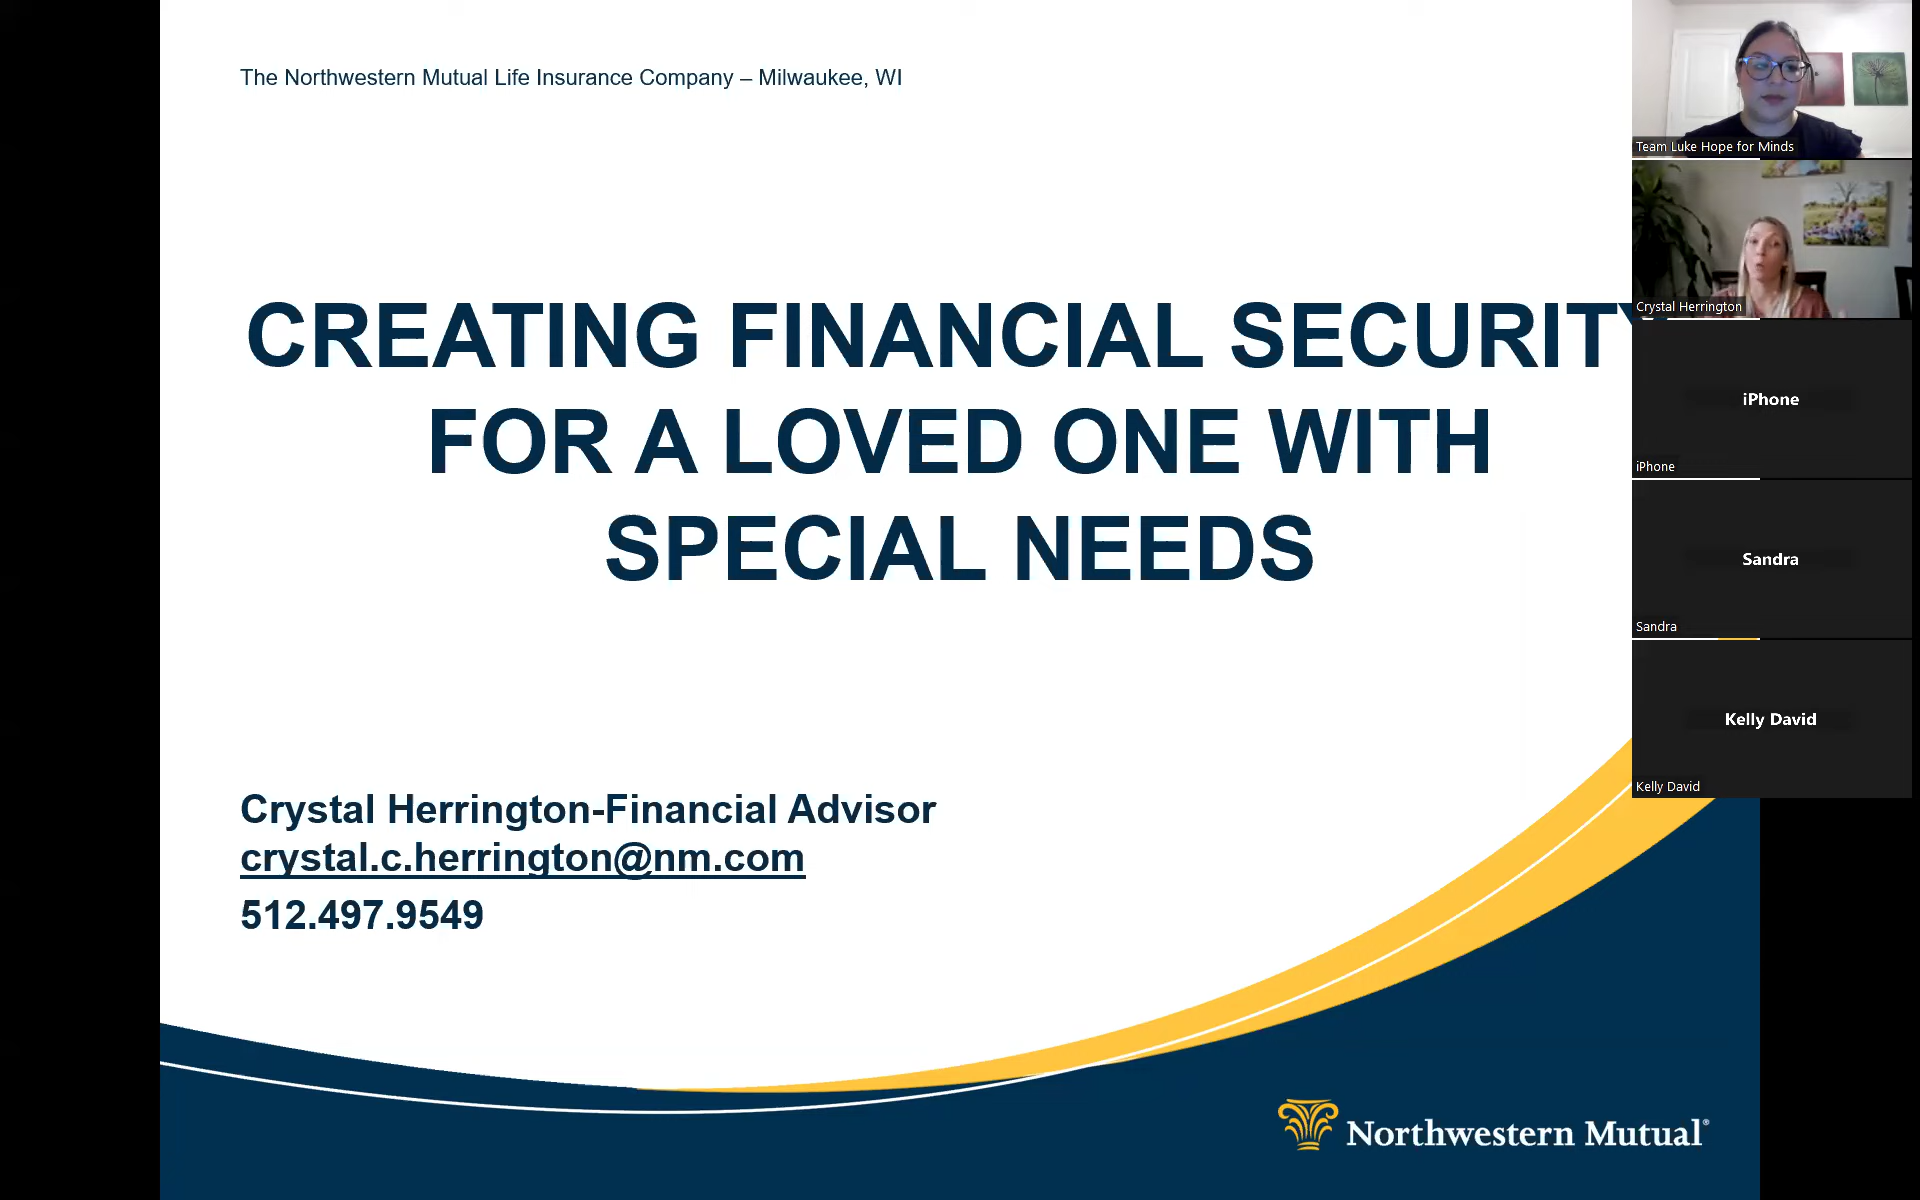 The Northwestern Mutual Life Insurance Company – Milwaukee, WI
CREATING FINANCIAL SECURITY
FOR A LOVED ONE WITH
SPECIAL NEEDS
Crystal Herrington-Financial Advisor
crystal.c.herrington@nm.com
512.497.9549
Northwestern Mutual®
Team Luke Hope for Minds
Crystal Herrington
iPhone
iPhone
Sandra
Sandra
Kelly David
Kelly David